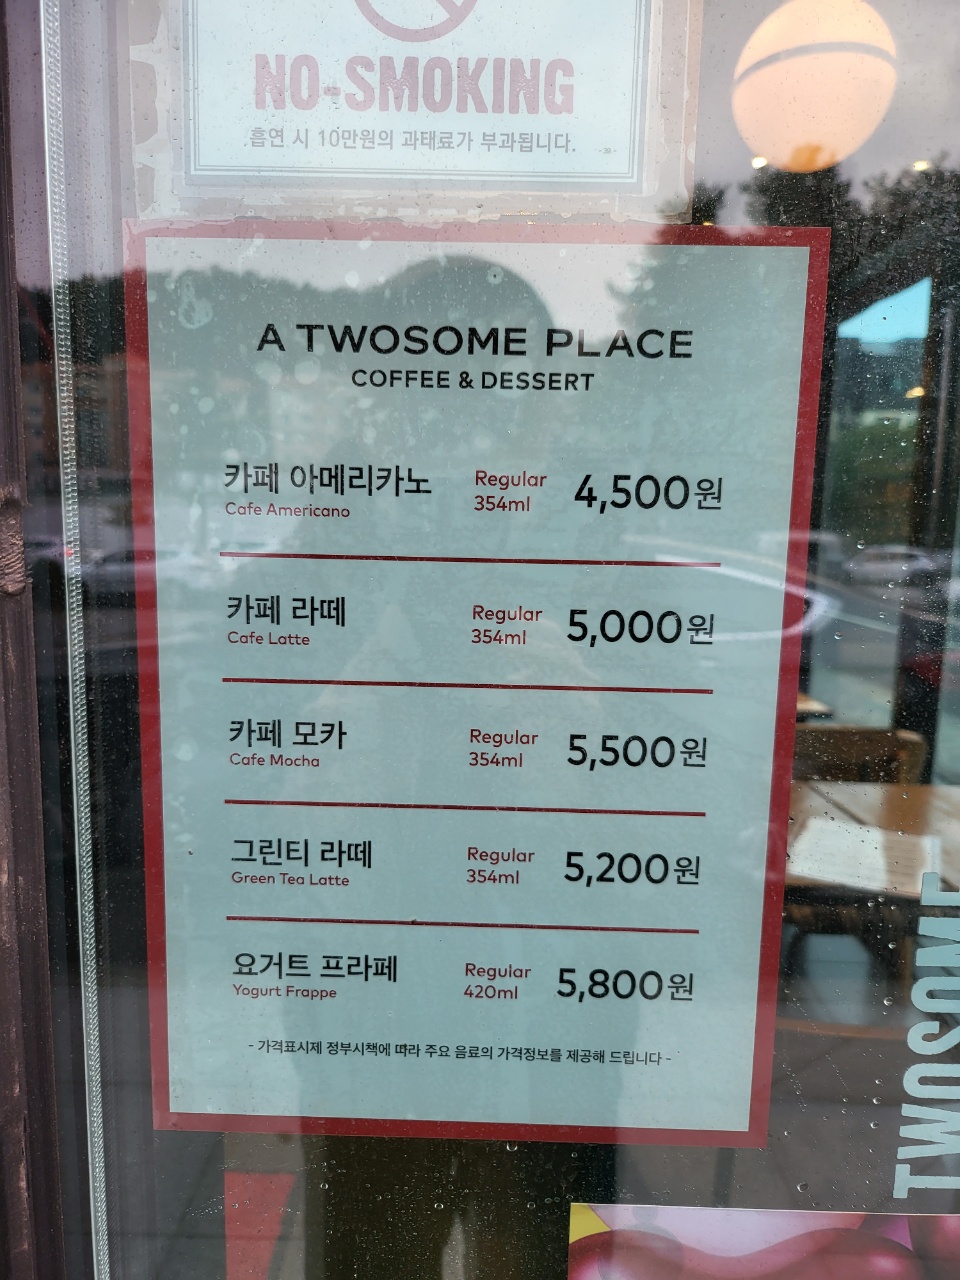 NO-SMOKING
흡연 시 10만원의 과태료가 부과됩니다.
A TWOSOME PLACE
COFFEE & DESSERT
카페 아메리카노 Regular 4,500원
Cafe Americano 354ml
카페 라떼 Regular 5,000원
Cafe Latte 354ml
카페 모카 Regular 5,500원
Cafe Mocha 354ml
그린티 라떼 Regular 5,200원
Green Tea Latte 354ml
요거트 프라페 Regular 5,800원
Yogurt Frappe 420ml
- 가격표시제 정부시책에 따라 주요 음료의 가격정보를 제공해 드립니다 -
TWOSOME